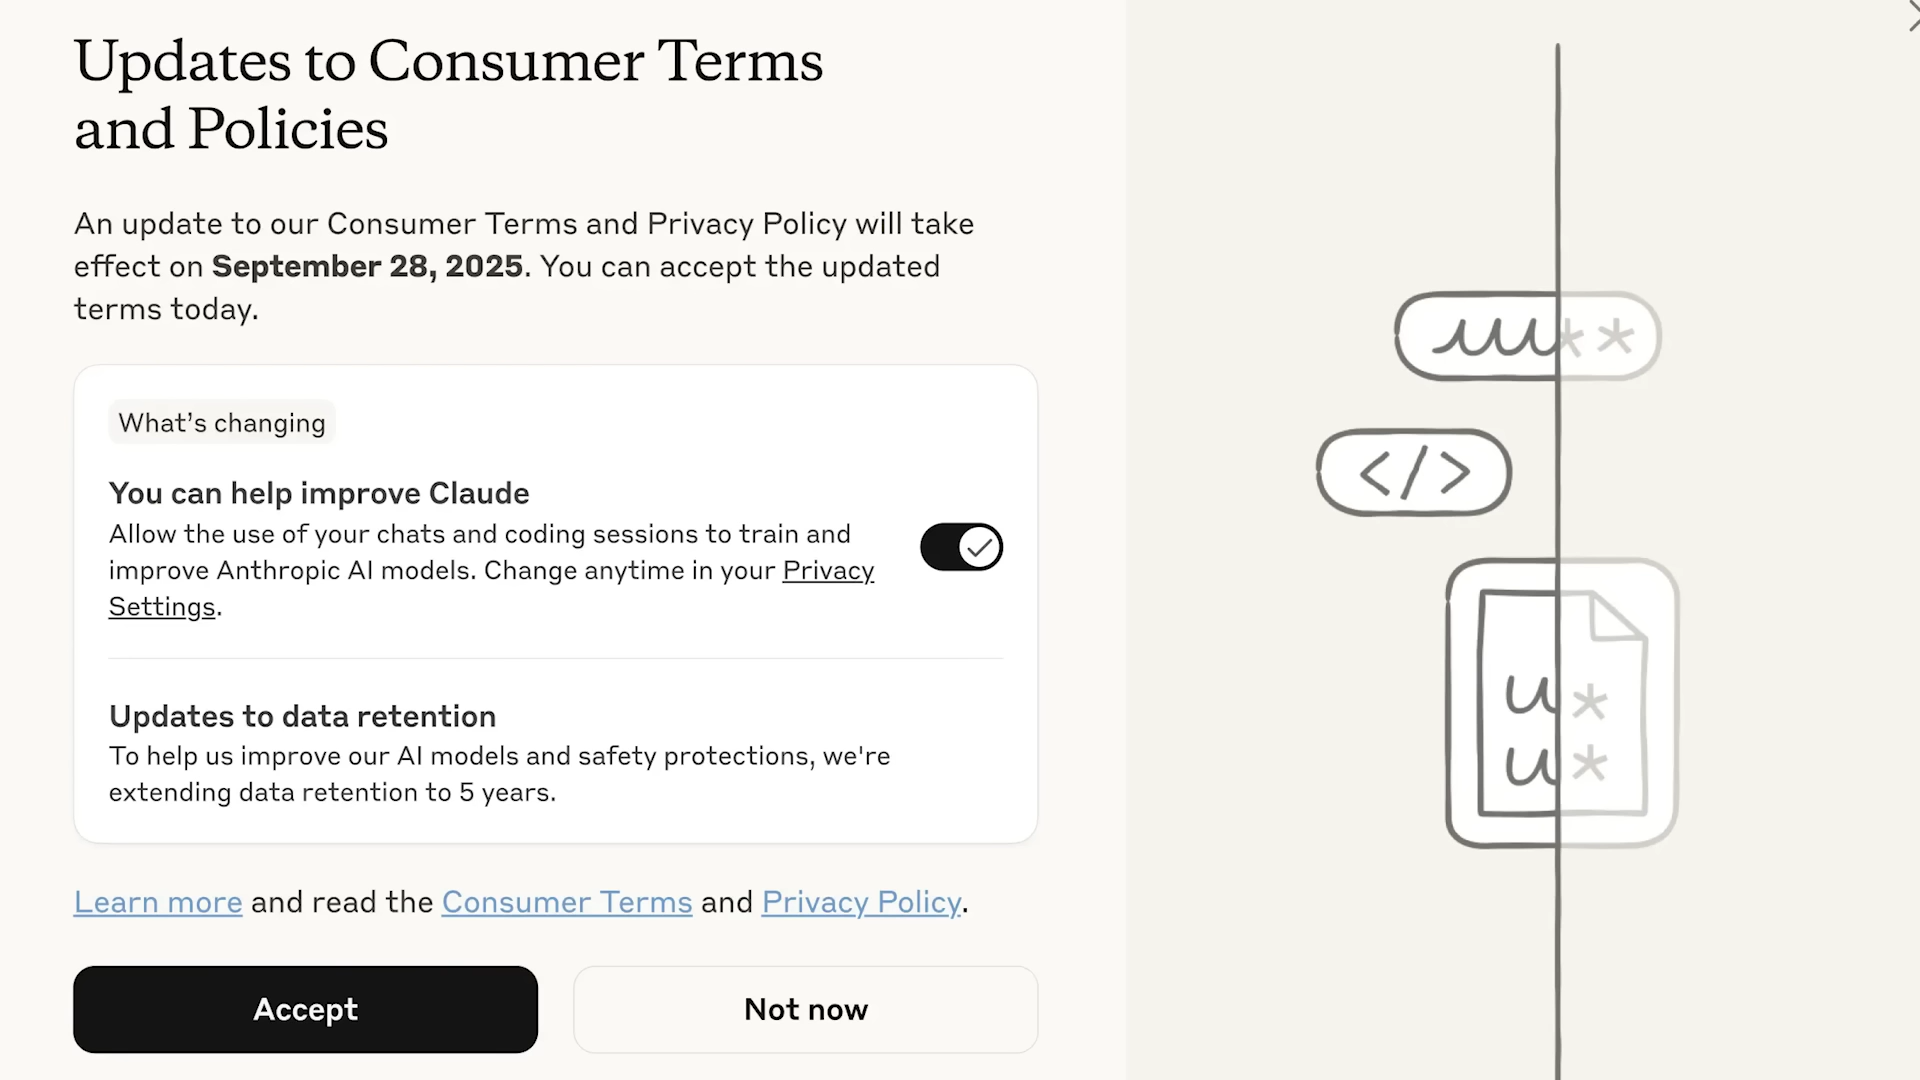 Updates to Consumer Terms
and Policies
An update to our Consumer Terms and Privacy Policy will take
effect on September 28, 2025. You can accept the updated
terms today.
What’s changing
You can help improve Claude
Allow the use of your chats and coding sessions to train and
improve Anthropic AI models. Change anytime in your Privacy
Settings.
Updates to data retention
To help us improve our AI models and safety protections, we're
extending data retention to 5 years.
Learn more and read the Consumer Terms and Privacy Policy.
Accept
Not now